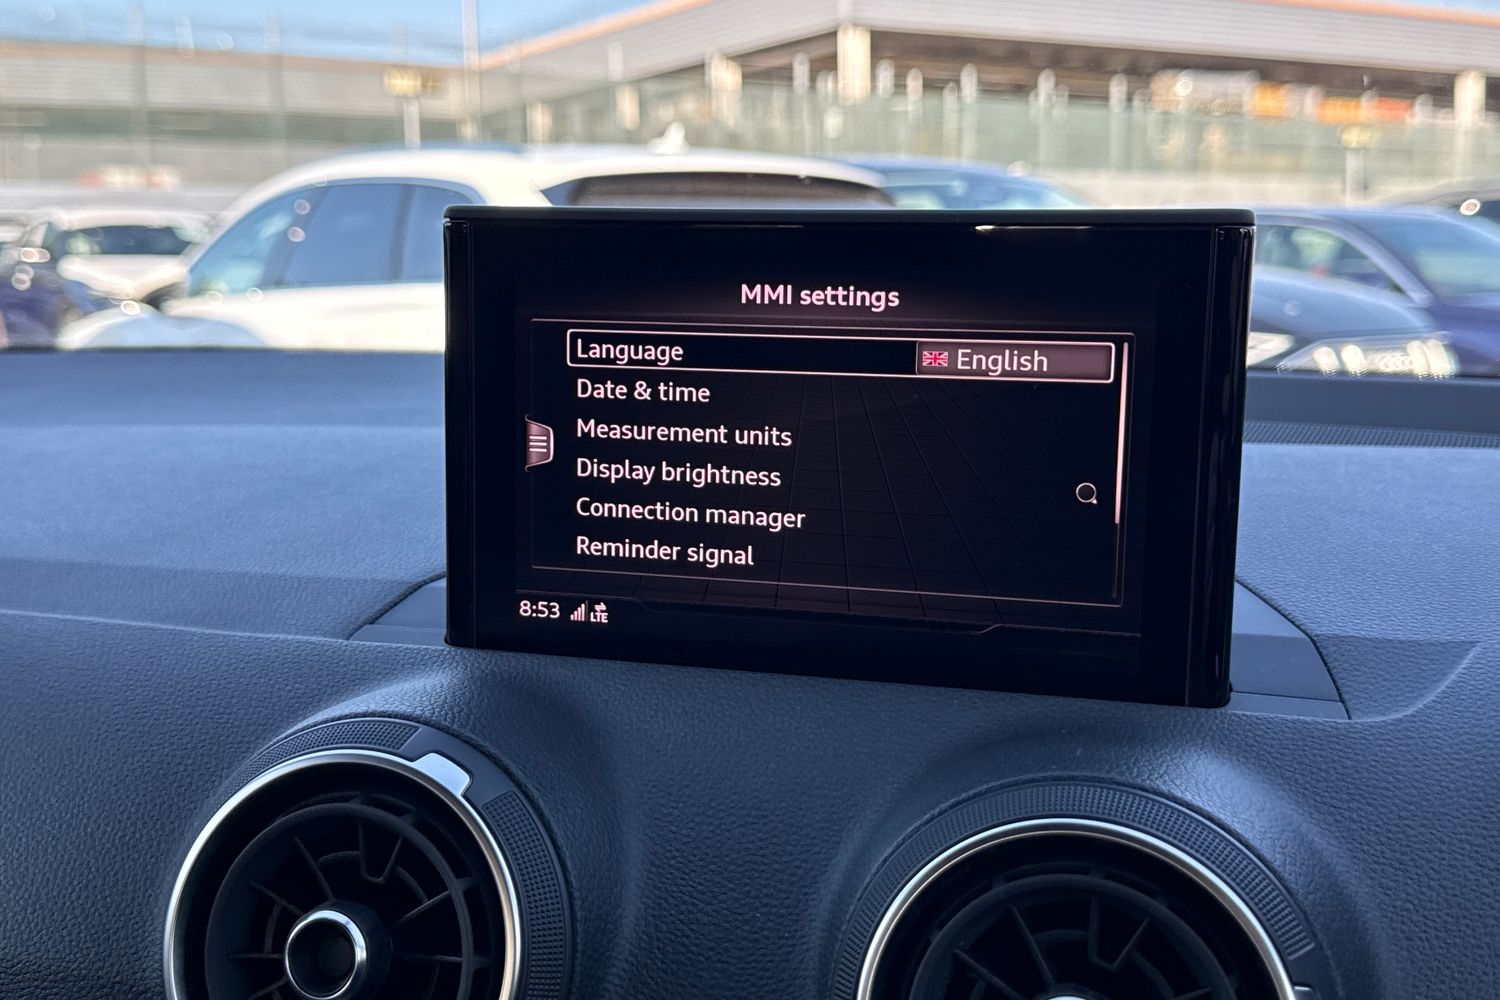 MMI settings
Language English
Date & time
Measurement units
Display brightness
Connection manager
Reminder signal
8:53 LTE